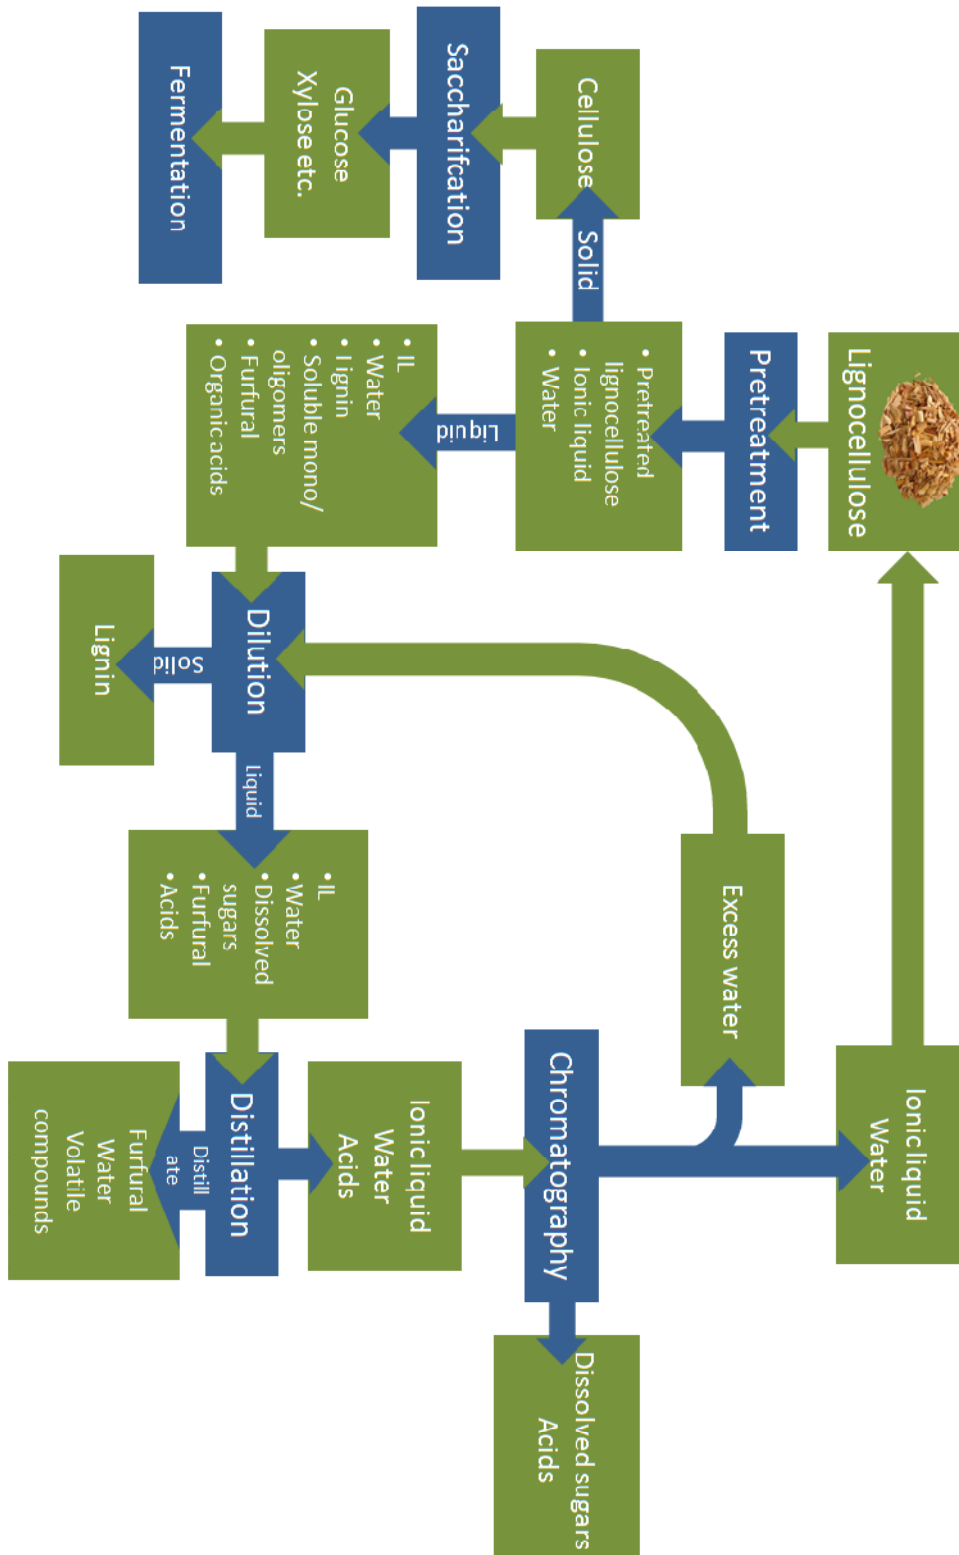 Lignocellulose
Pretreatment
• Pretreated
lignocellulose
• Ionic liquid
• Water
Solid
Cellulose
Saccharifcation
Glucose
Xylose etc.
Fermentation
Liquid
• IL
• Water
• Lignin
• Soluble mono/
oligomers
• Furfural
• Organic acids
Dilution
Solid
Lignin
Liquid
• IL
• Water
• Dissolved
sugars
• Furfural
• Acids
Distillation
Distill
ate
Furfural
Water
Volatile
compounds
Ionic liquid
Water
Acids
Chromatography
Dissolved sugars
Acids
Excess water
Ionic liquid
Water